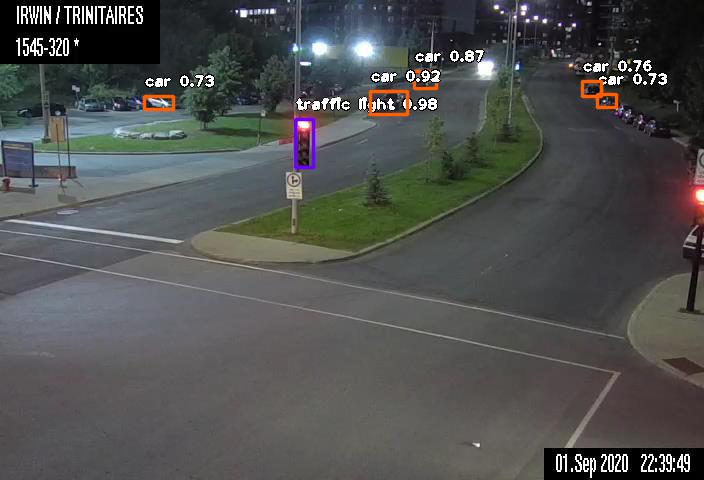 IRWIN / TRINITAIRES
1545-320 *
car 0.87
car 0.76
car 0.73
car 0.92
car 0.73
traffic light 0.98
01.Sep 2020 22:39:49